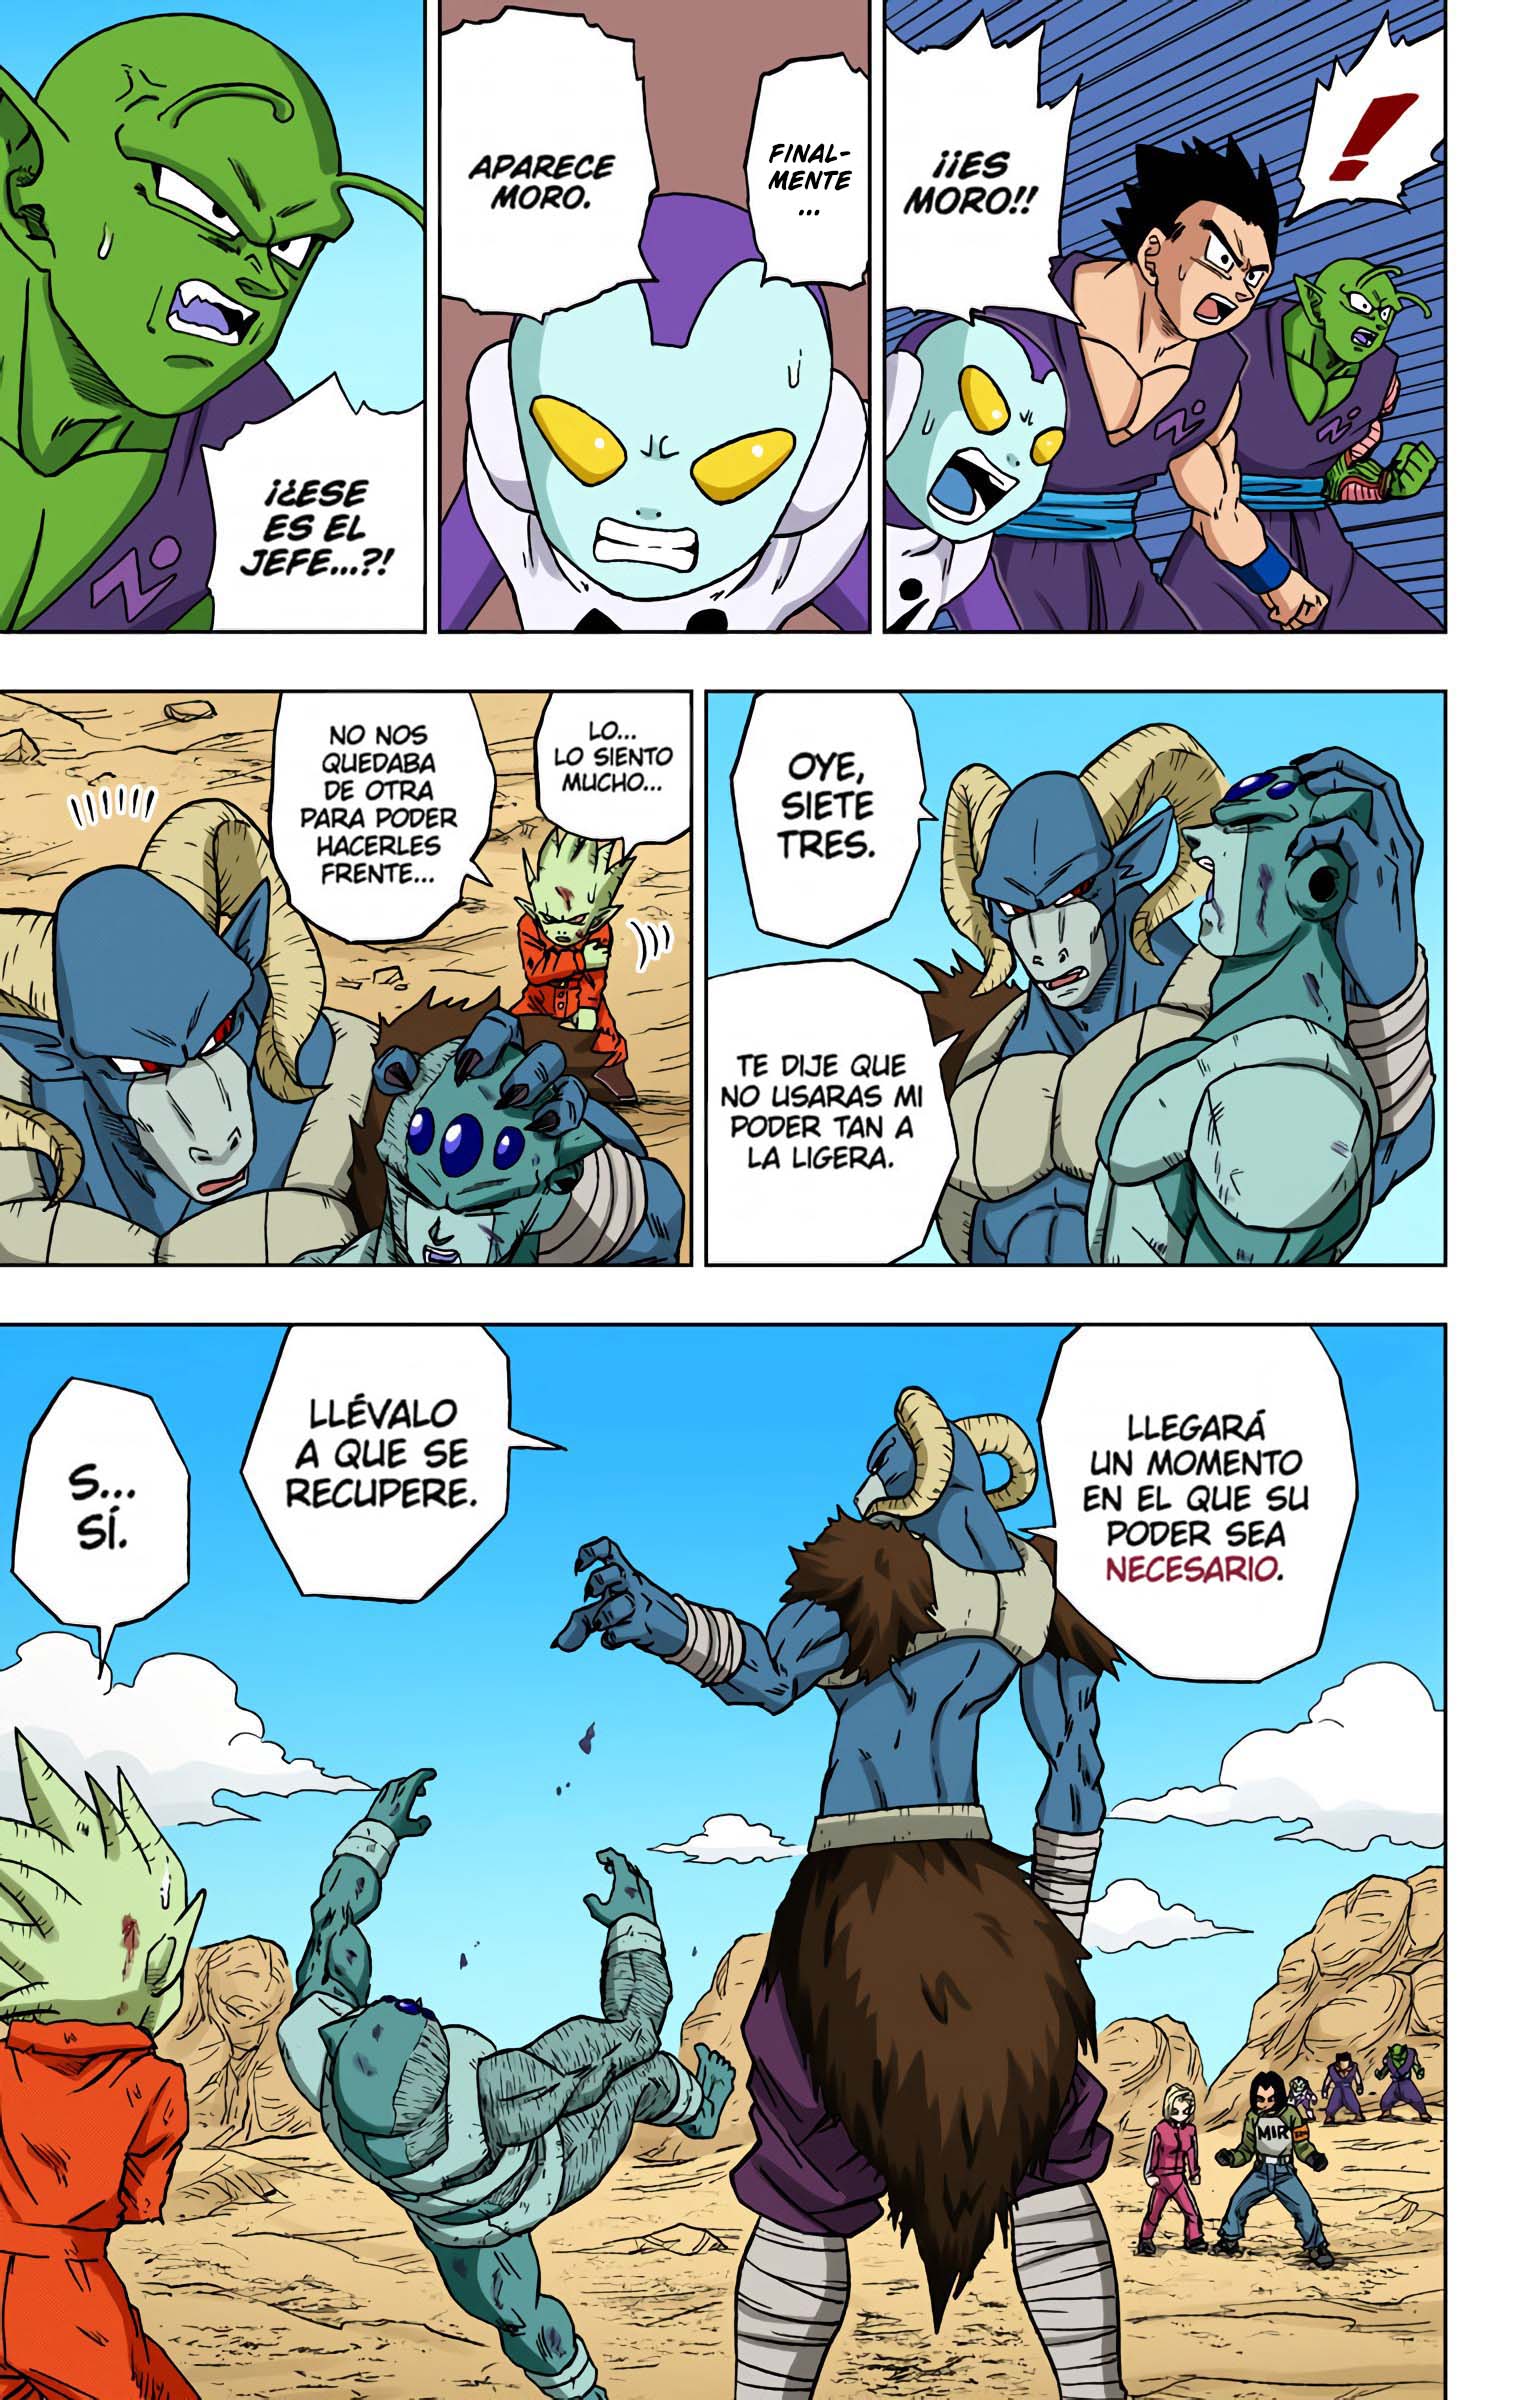 !
¡¡ES
MORO!!
FINAL-
MENTE
...
APARECE
MORO.
¡¿ESE
ES EL
JEFE...?!
OYE,
SIETE
TRES.
TE DIJE QUE
NO USARAS MI
PODER TAN A
LA LIGERA.
LO...
LO SIENTO
MUCHO...
NO NOS
QUEDABA
DE OTRA
PARA PODER
HACERLES
FRENTE...
LLEGARÁ
UN MOMENTO
EN EL QUE SU
PODER SEA
NECESARIO.
LLÉVALO
A QUE SE
RECUPERE.
S...
SÍ.
MIR